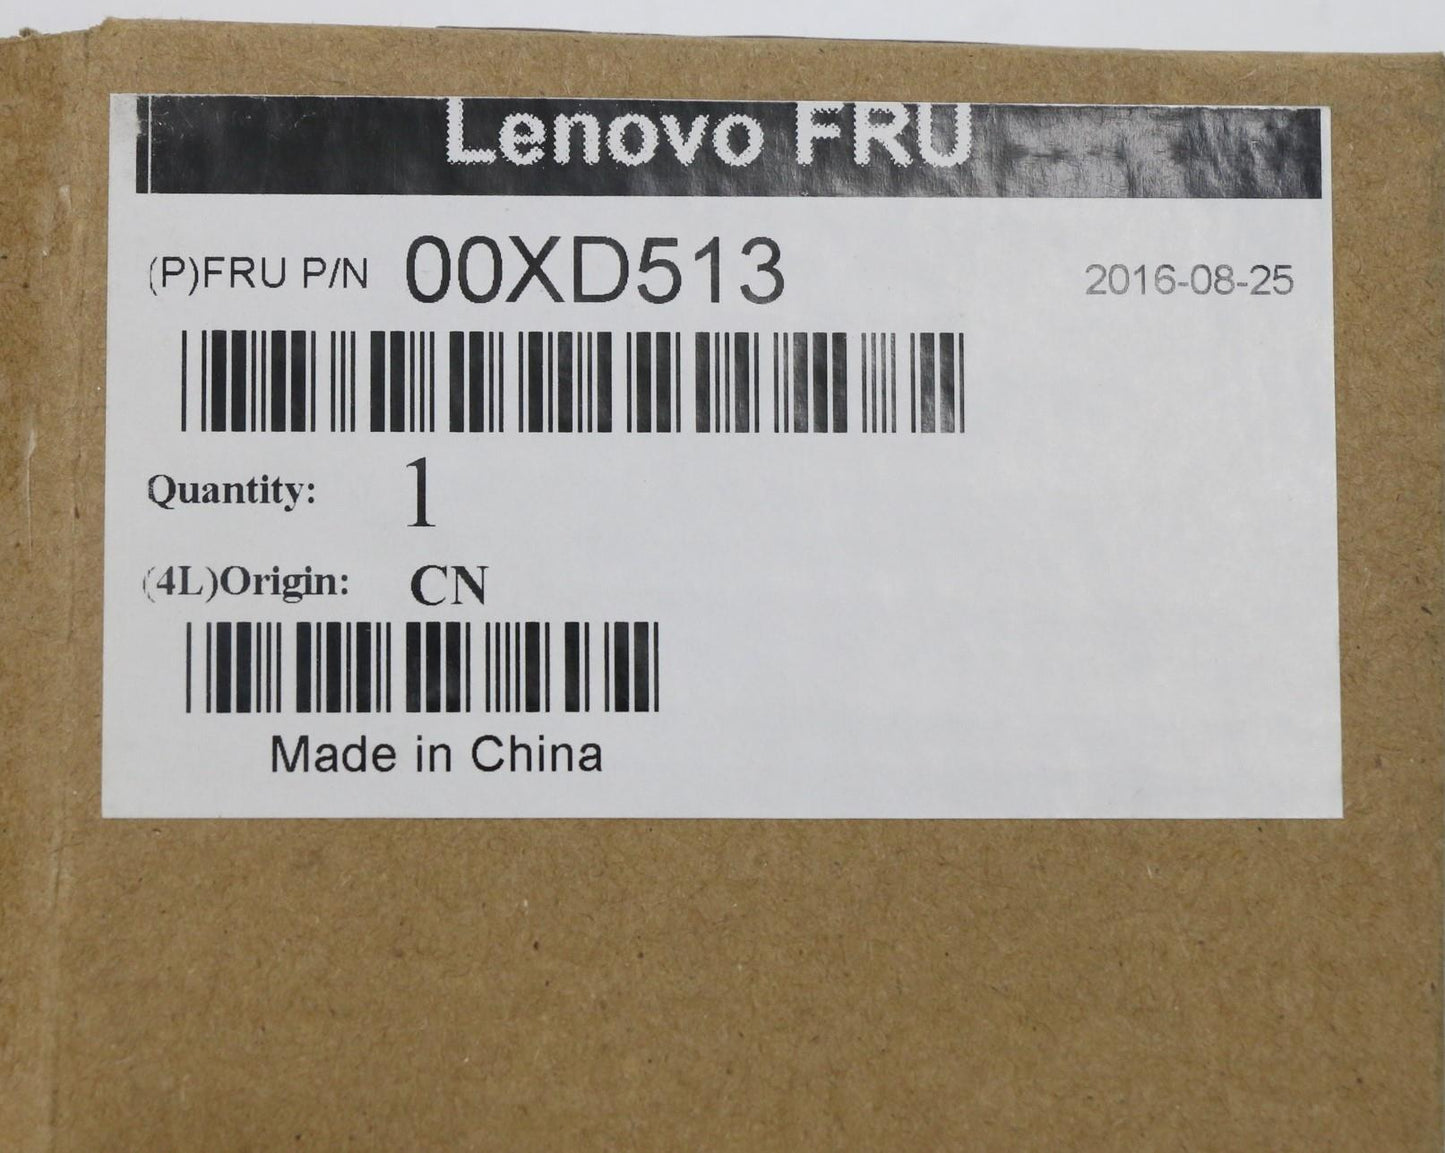 Lenovo FRU
(P)FRU P/N 00XD513 2016-08-25
Quantity: 1
(4L)Origin: CN
Made in China